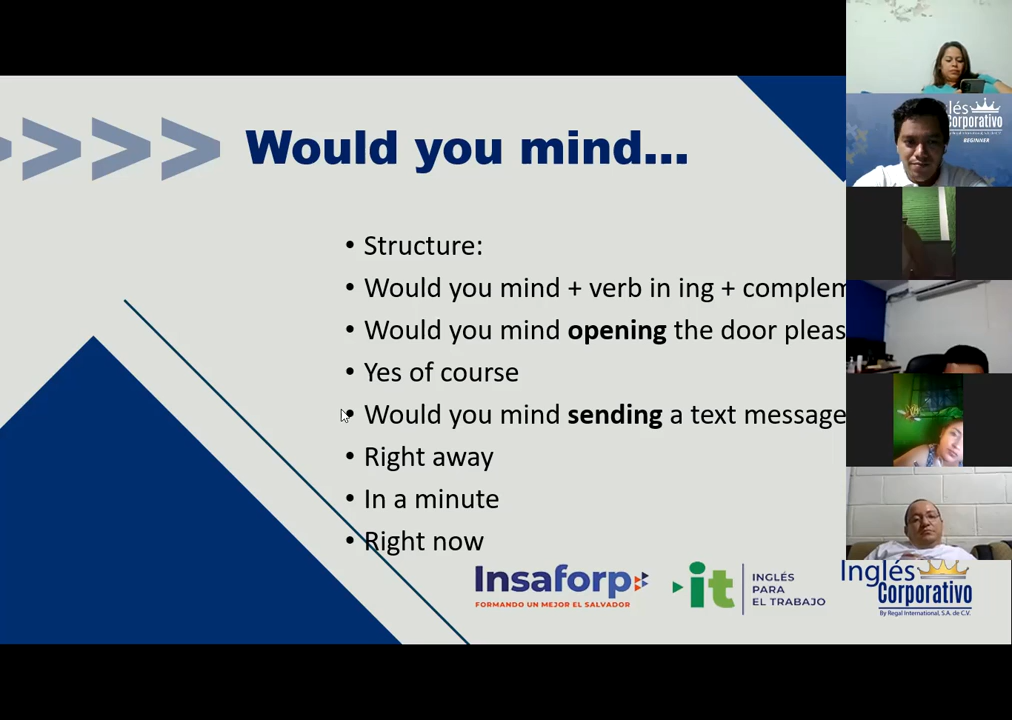 Would you mind...
• Structure:
• Would you mind + verb in ing + complem
• Would you mind opening the door pleas
• Yes of course
• Would you mind sending a text message
• Right away
• In a minute
• Right now
Insaforp
FORMANDO UN MEJOR EL SALVADOR
it
INGLÉS
PARA
EL TRABAJO
Inglés
Corporativo
By Regal International, S.A. de C.V.
lés
Corporativo
BEGINNER